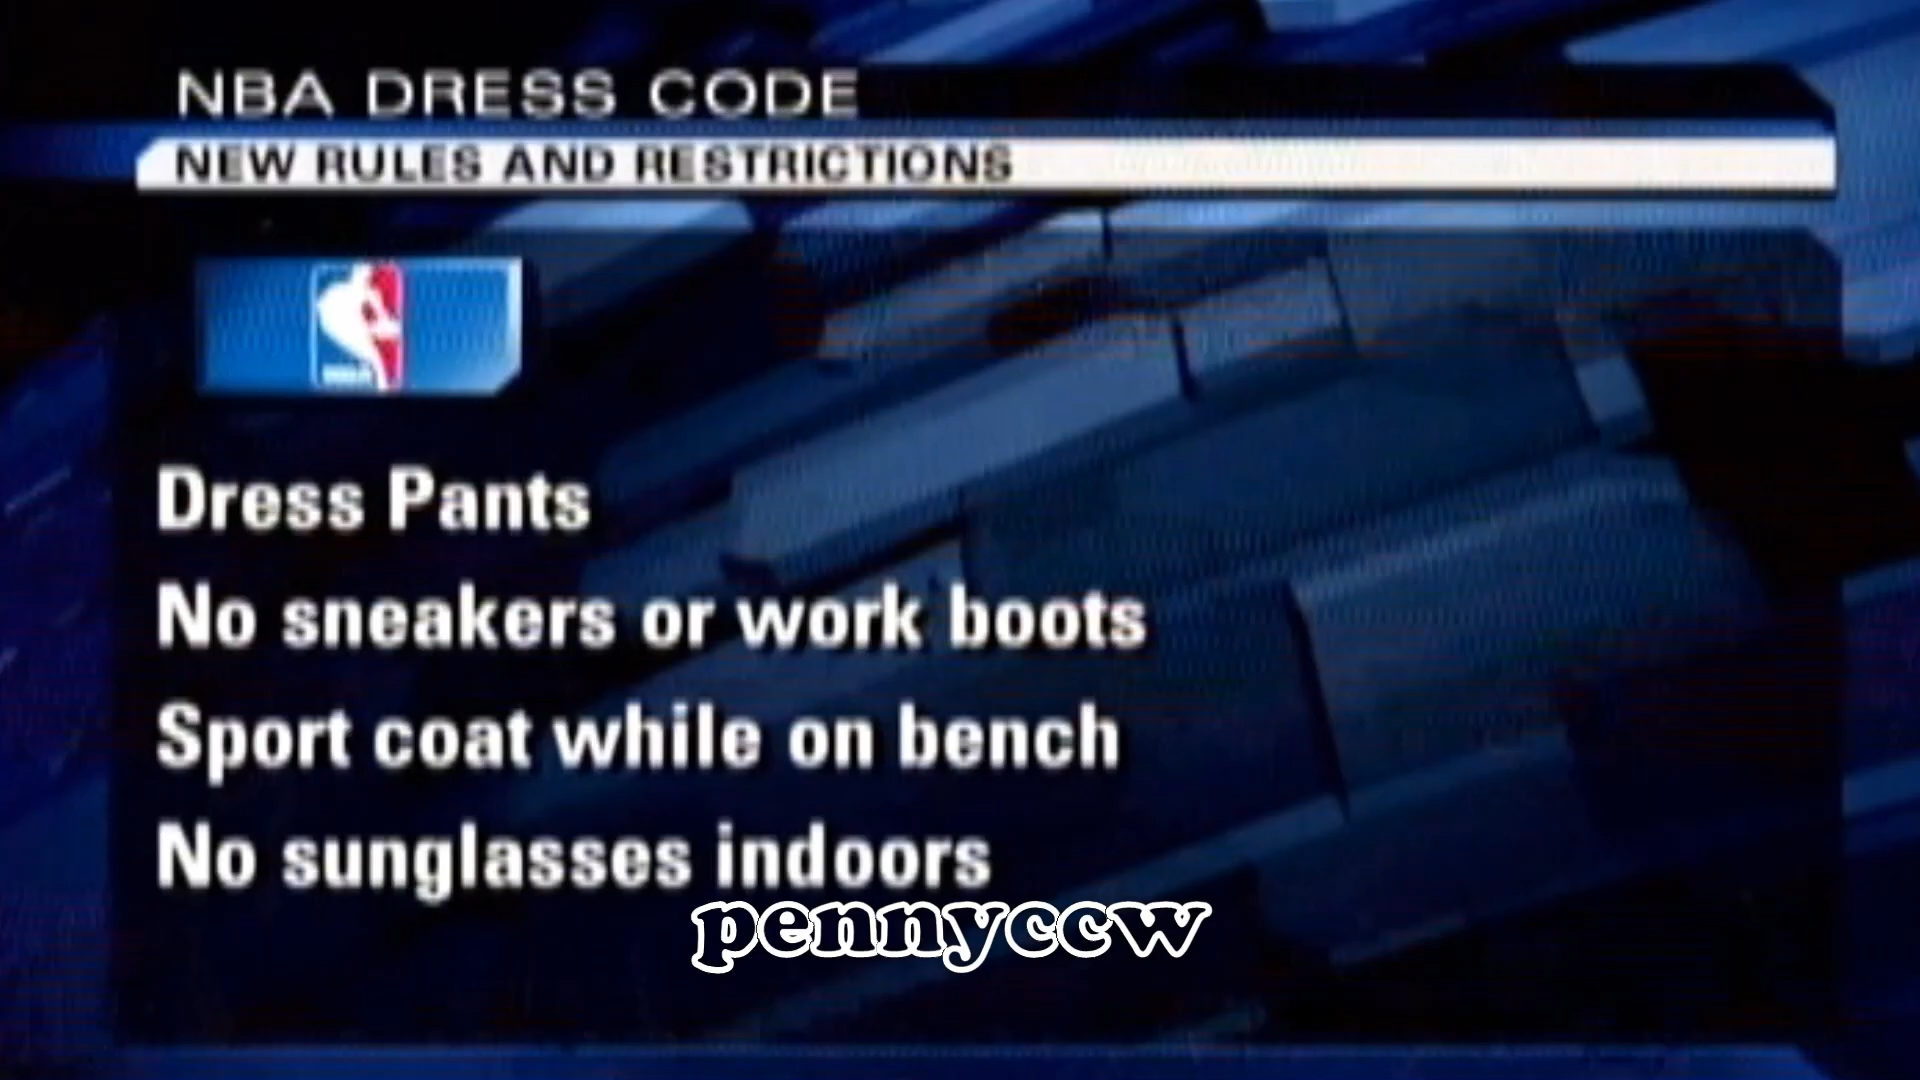 NBA DRESS CODE
NEW RULES AND RESTRICTIONS
Dress Pants
No sneakers or work boots
Sport coat while on bench
No sunglasses indoors
pennyccw